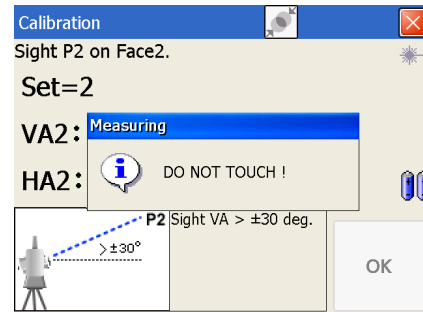 Calibration
Sight P2 on Face2.
Set=2
VA2:
Measuring
DO NOT TOUCH !
HA2:
P2
Sight VA > ±30 deg.
>±30°
OK